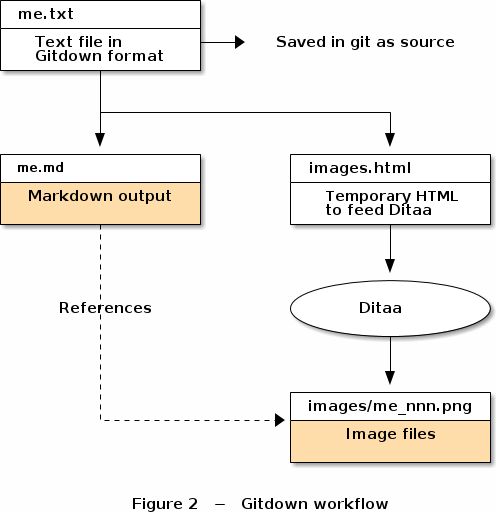 me.txt
Text file in
Gitdown format
Saved in git as source
me.md
Markdown output
images.html
Temporary HTML
to feed Ditaa
References
Ditaa
images/me_nnn.png
Image files
Figure 2 – Gitdown workflow